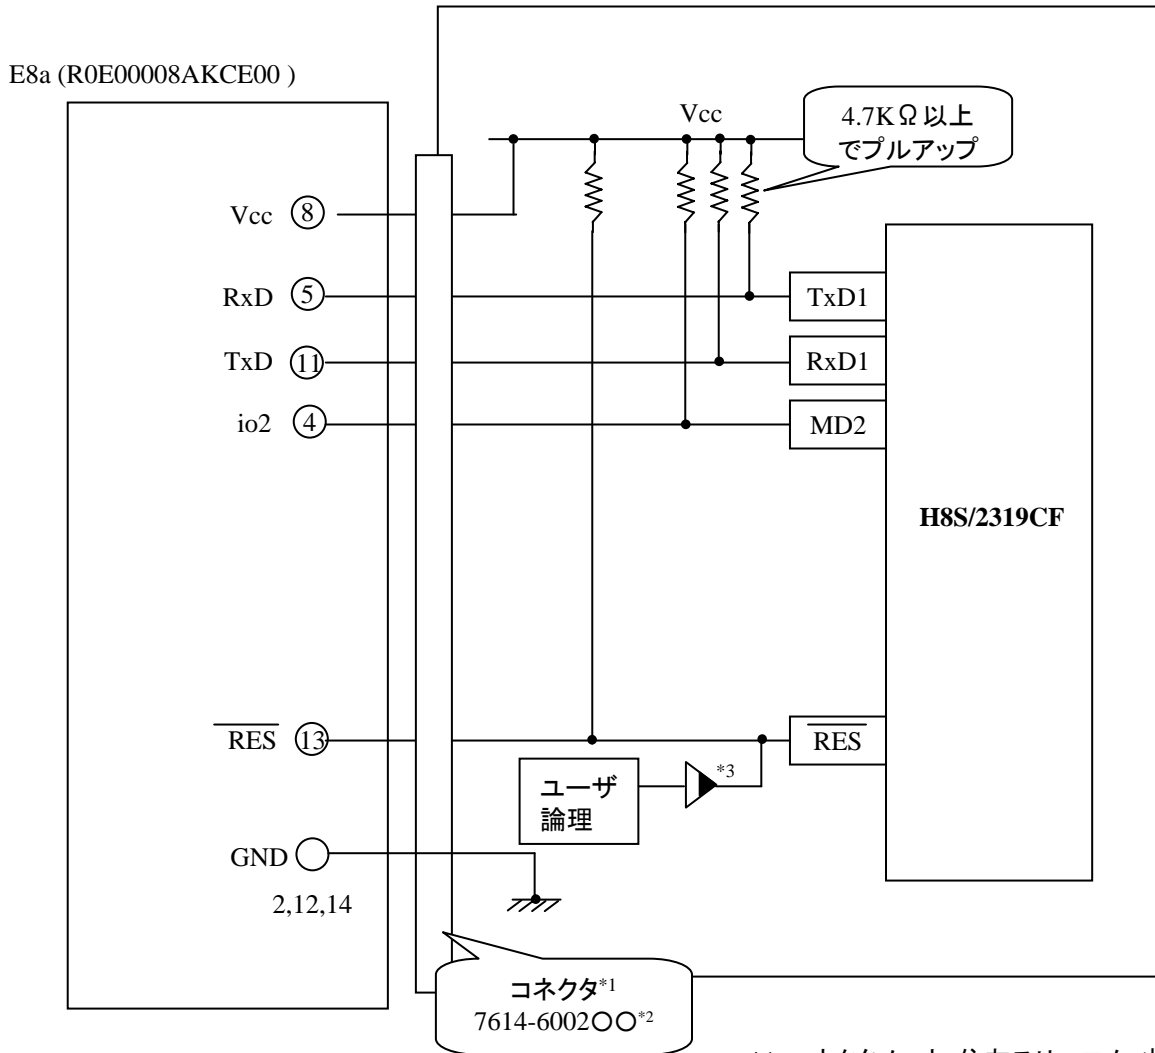 E8a (R0E00008AKCE00 )
Vcc
4.7KΩ以上
でプルアップ
Vcc 8
RxD 5
TxD1
TxD 11
RxD1
io2 4
MD2
H8S/2319CF
RES 13
RES
*3
ユーザ
論理
GND
2,12,14
コネクタ*1
7614-6002〇〇*2